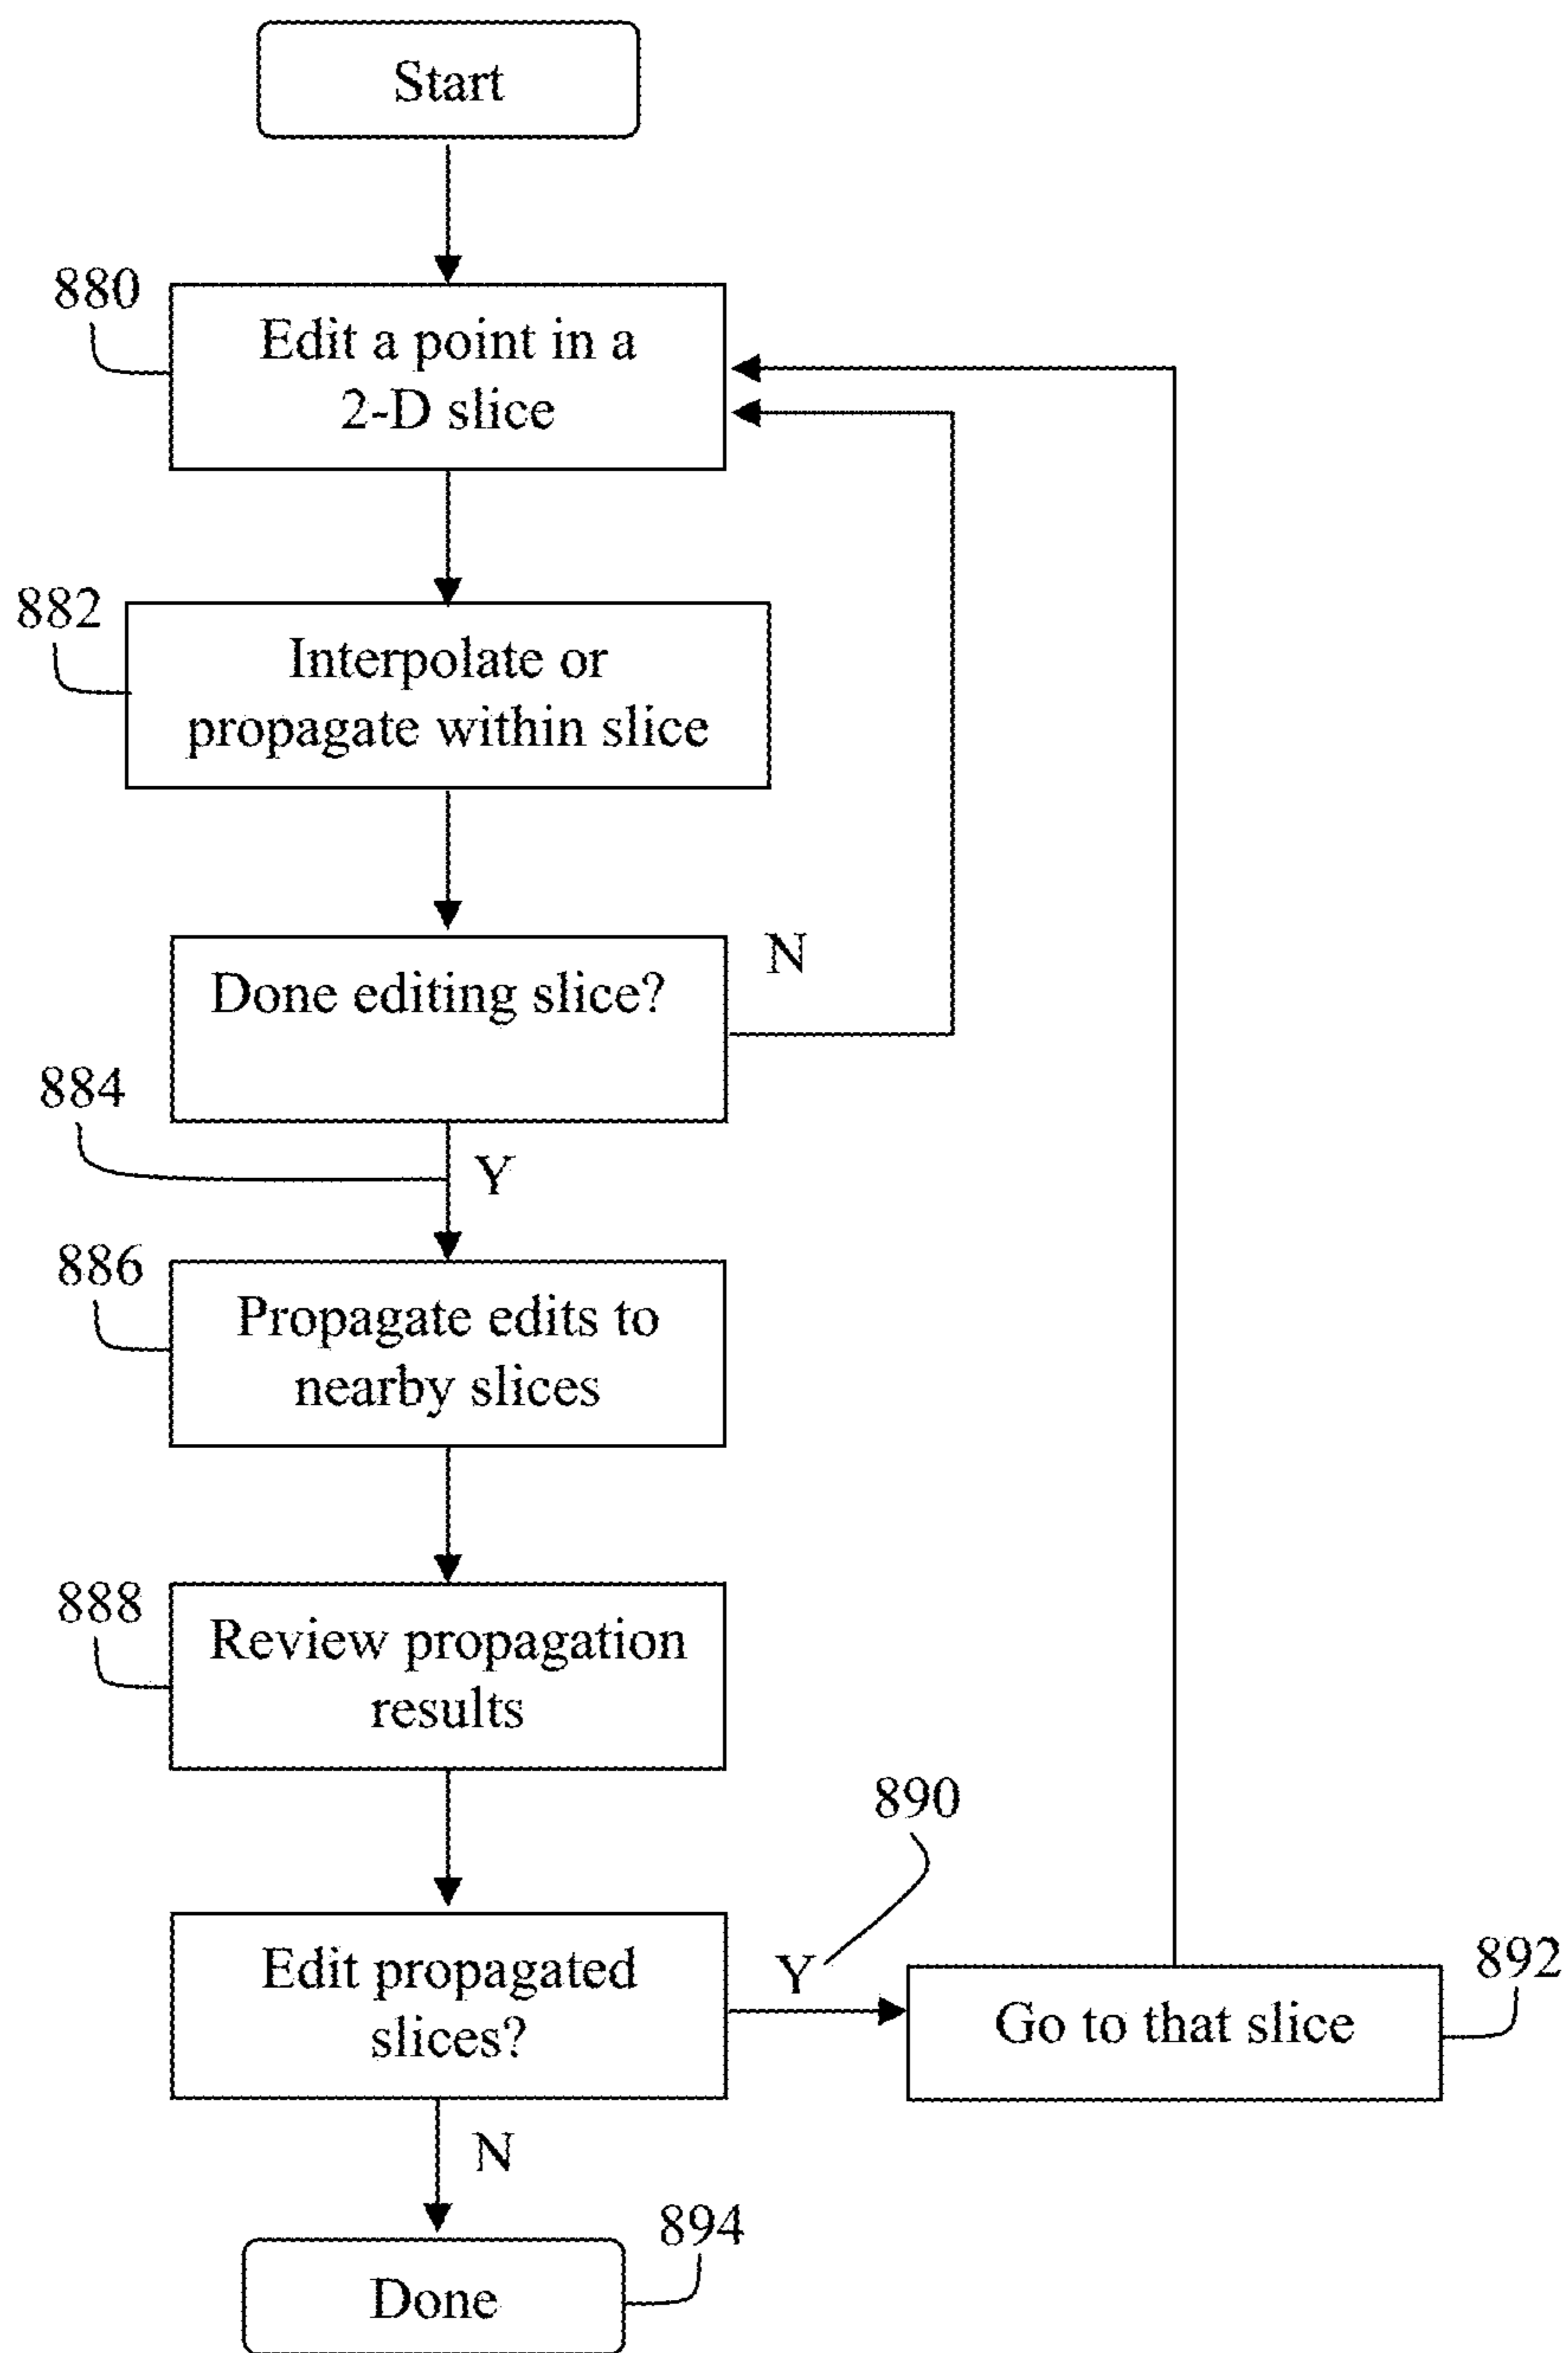 Start
880
Edit a point in a
2-D slice
882
Interpolate or
propagate within slice
Done editing slice?
N
884
Y
886
Propagate edits to
nearby slices
888
Review propagation
results
890
Edit propagated
slices?
Y
892
Go to that slice
N
894
Done